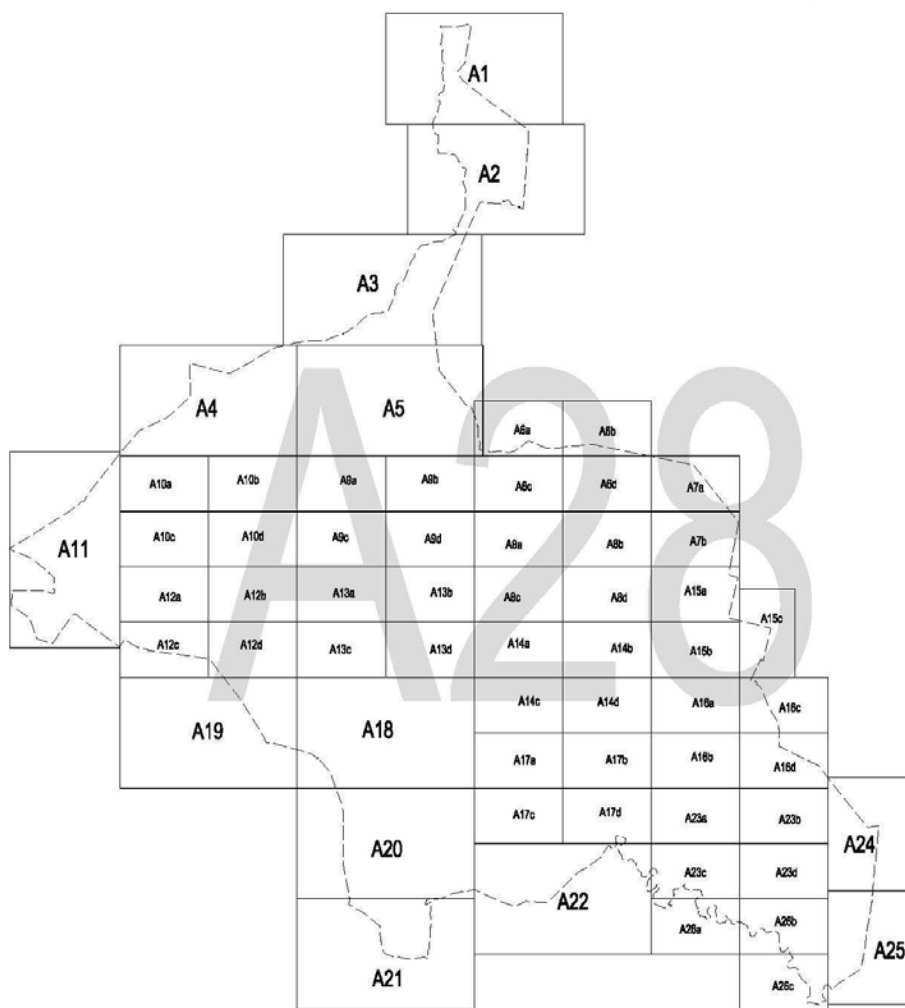 A1
A2
A3
A4 A5
A28
A6a A6b
A10a A10b A9a A9b A6c A6d A7a
A11
A10c A10d A9c A9d A8a A8b A7b
A12a A12b A13a A13b A8c A8d A15a
A15c
A12c A12d A13c A13d A14a A14b A15b
A19 A18
A14c A14d A16a A16c
A17a A17b A16b A16d
A17c A17d A23a A23b
A20 A24
A22 A23c A23d
A26a A26b
A21 A25
A26c